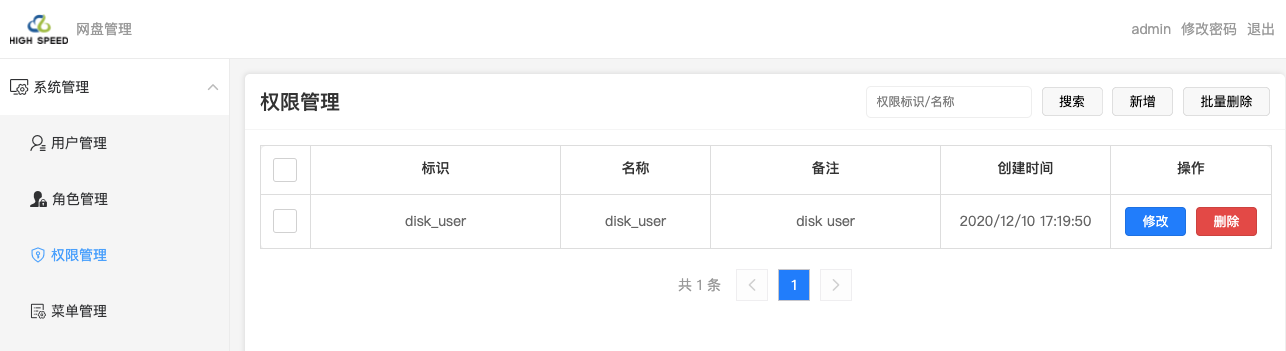 HIGH SPEED 网盘管理 admin 修改密码 退出
系统管理
用户管理
角色管理
权限管理
菜单管理
权限管理 权限标识/名称 搜索 新增 批量删除
标识 名称 备注 创建时间 操作
disk_user disk_user disk user 2020/12/10 17:19:50 修改 删除
共 1 条 1